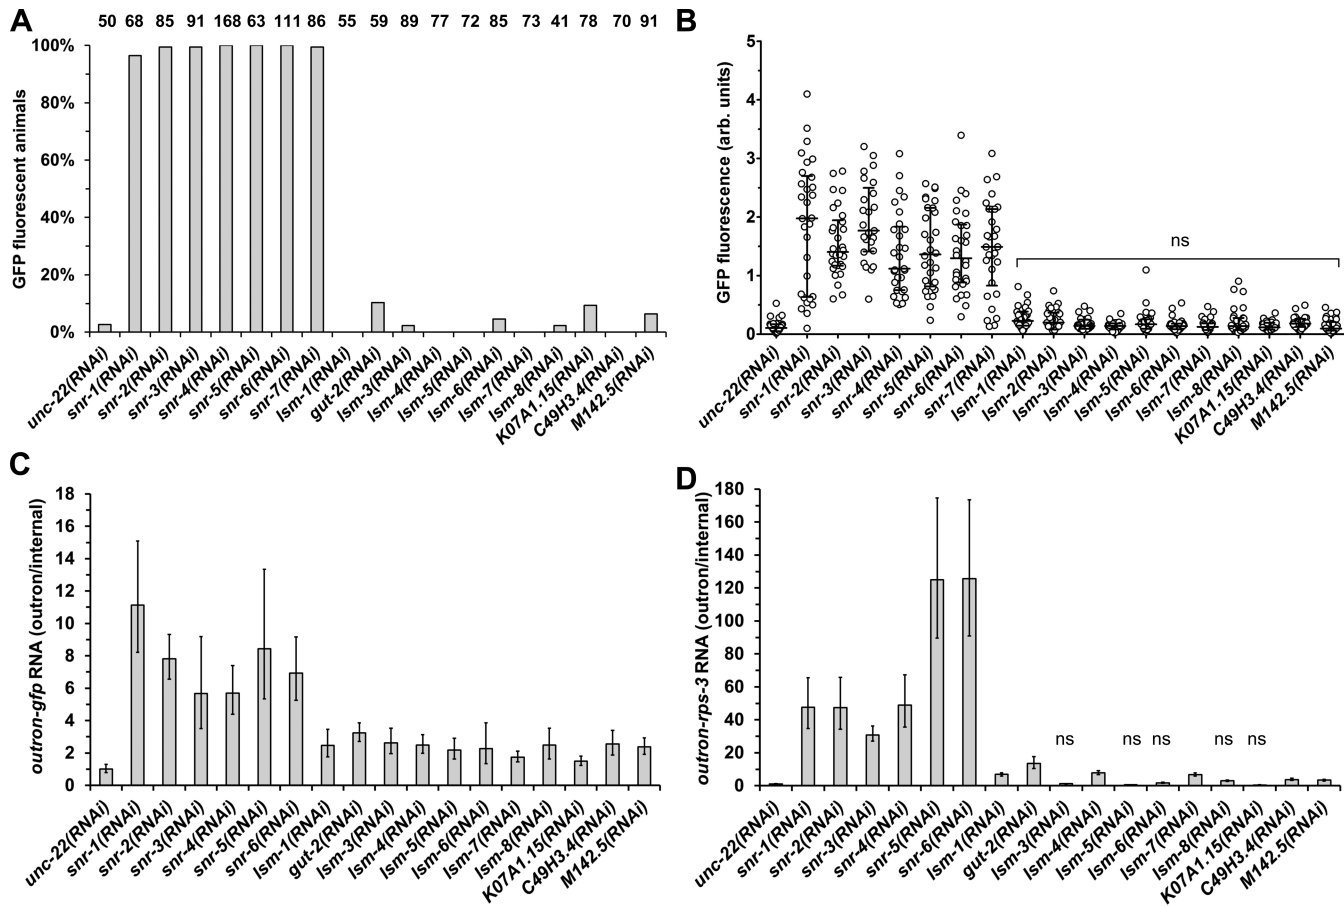 A
50 68 85 91 168 63 111 86 55 59 89 77 72 85 73 41 78 70 91
GFP fluorescent animals
100%
80%
60%
40%
20%
0%
unc-22(RNAi)
snr-1(RNAi)
snr-2(RNAi)
snr-3(RNAi)
snr-4(RNAi)
snr-5(RNAi)
snr-6(RNAi)
snr-7(RNAi)
lsm-1(RNAi)
gut-2(RNAi)
lsm-3(RNAi)
lsm-4(RNAi)
lsm-5(RNAi)
lsm-6(RNAi)
lsm-7(RNAi)
lsm-8(RNAi)
K07A1.15(RNAi)
C49H3.4(RNAi)
M142.5(RNAi)
B
GFP fluorescence (arb. units)
5
4
3
2
1
0
ns
unc-22(RNAi)
snr-1(RNAi)
snr-2(RNAi)
snr-3(RNAi)
snr-4(RNAi)
snr-5(RNAi)
snr-6(RNAi)
snr-7(RNAi)
lsm-1(RNAi)
lsm-2(RNAi)
lsm-3(RNAi)
lsm-4(RNAi)
lsm-5(RNAi)
lsm-6(RNAi)
lsm-7(RNAi)
lsm-8(RNAi)
K07A1.15(RNAi)
C49H3.4(RNAi)
M142.5(RNAi)
C
outron-gfp RNA (outron/internal)
18
16
14
12
10
8
6
4
2
0
unc-22(RNAi)
snr-1(RNAi)
snr-2(RNAi)
snr-3(RNAi)
snr-4(RNAi)
snr-5(RNAi)
snr-6(RNAi)
lsm-1(RNAi)
gut-2(RNAi)
lsm-3(RNAi)
lsm-4(RNAi)
lsm-5(RNAi)
lsm-6(RNAi)
lsm-7(RNAi)
lsm-8(RNAi)
K07A1.15(RNAi)
C49H3.4(RNAi)
M142.5(RNAi)
D
outron-rps-3 RNA (outron/internal)
180
160
140
120
100
80
60
40
20
0
ns ns ns ns ns
unc-22(RNAi)
snr-1(RNAi)
snr-2(RNAi)
snr-3(RNAi)
snr-4(RNAi)
snr-5(RNAi)
snr-6(RNAi)
lsm-1(RNAi)
gut-2(RNAi)
lsm-3(RNAi)
lsm-4(RNAi)
lsm-5(RNAi)
lsm-6(RNAi)
lsm-7(RNAi)
lsm-8(RNAi)
K07A1.15(RNAi)
C49H3.4(RNAi)
M142.5(RNAi)